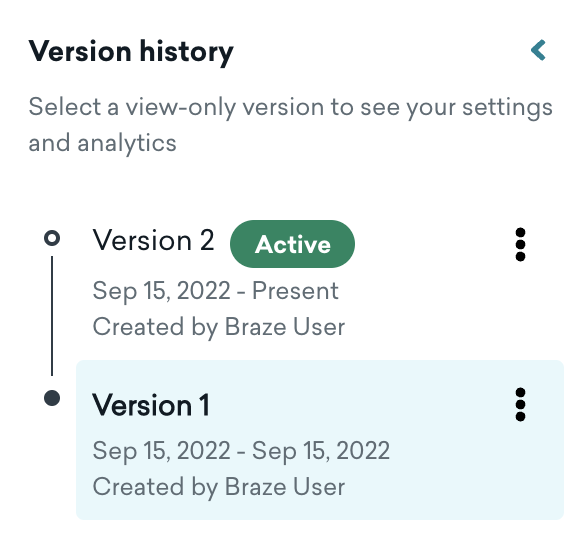 Version history
Select a view-only version to see your settings
and analytics
Version 2 Active
Sep 15, 2022 - Present
Created by Braze User
Version 1
Sep 15, 2022 - Sep 15, 2022
Created by Braze User